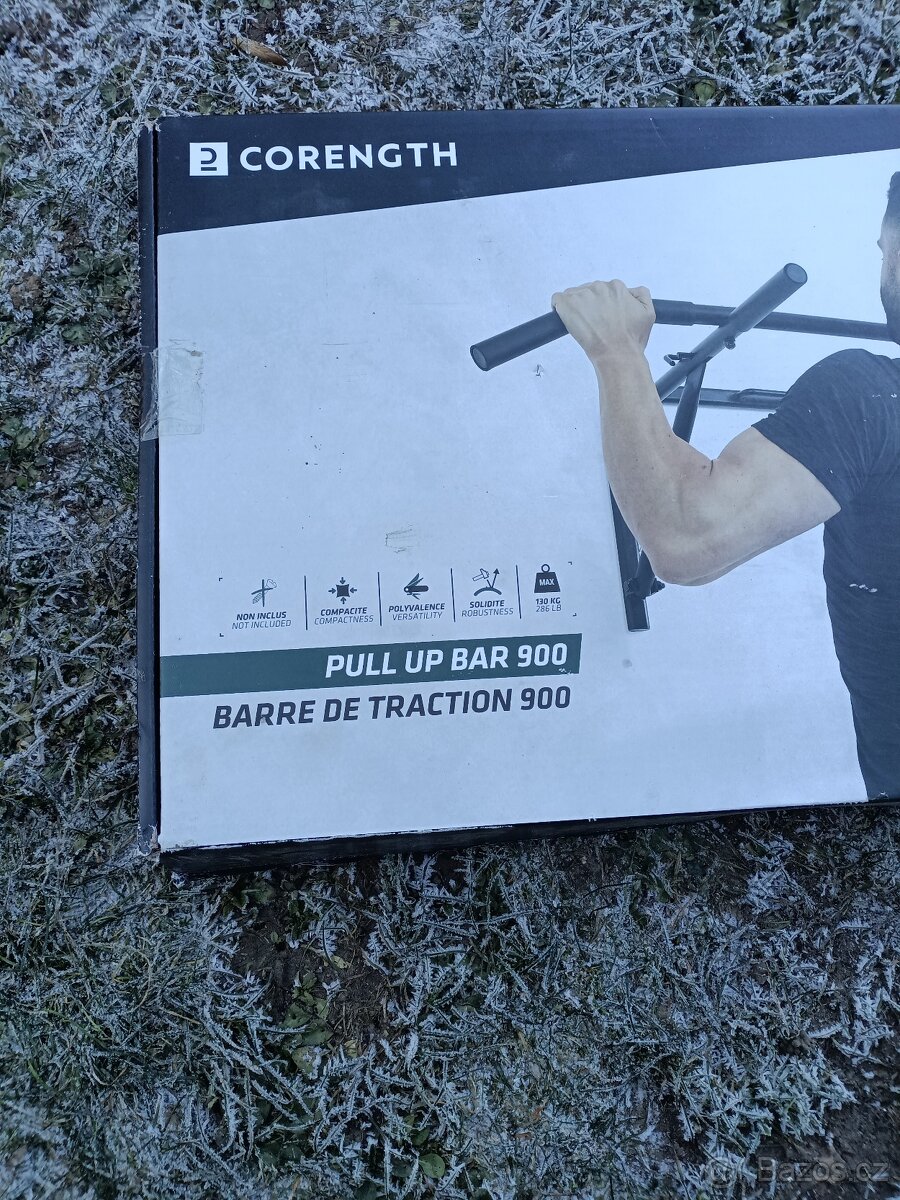 CORENGTH
NON INCLUS
NOT INCLUDED
COMPACITE
COMPACTNESS
POLYVALENCE
VERSATILITY
SOLIDITE
ROBUSTNESS
MAX
130 KG
286 LB
PULL UP BAR 900
BARRE DE TRACTION 900
Bazoš.cz